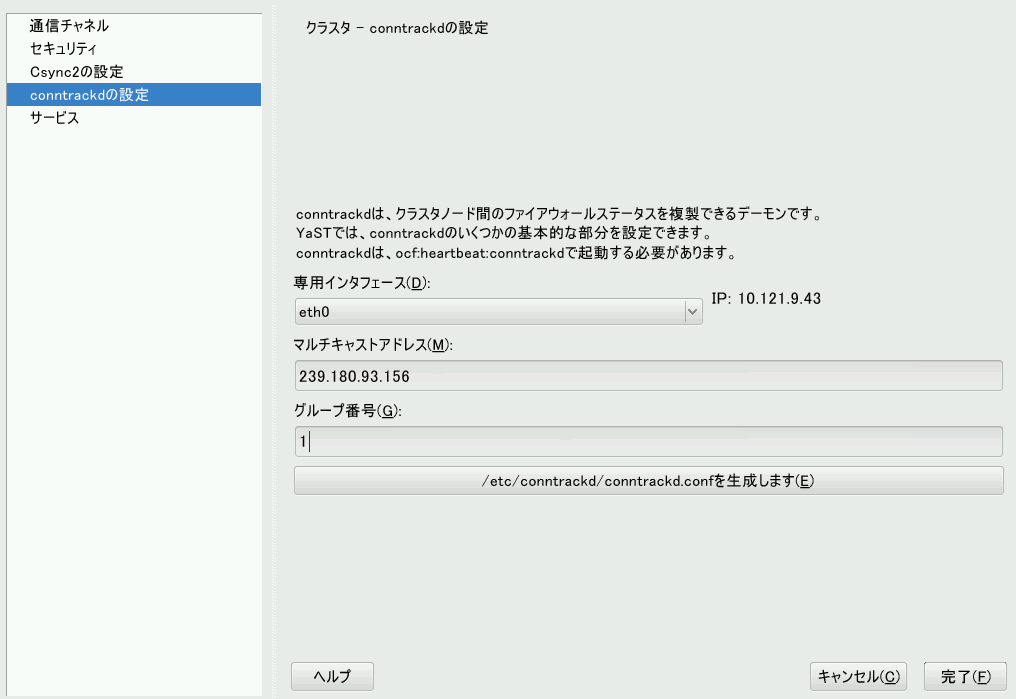 通信チャネル
セキュリティ
Csync2の設定
conntrackdの設定
サービス
クラスタ - conntrackdの設定
conntrackdは、クラスタノード間のファイアウォールステータスを複製できるデーモンです。
YaSTでは、conntrackdのいくつかの基本的な部分を設定できます。
conntrackdは、ocf:heartbeat:conntrackdで起動する必要があります。
専用インタフェース(D):
eth0
IP: 10.121.9.43
マルチキャストアドレス(M):
239.180.93.156
グループ番号(G):
1
/etc/conntrackd/conntrackd.confを生成します(E)
ヘルプ
キャンセル(C)
完了(F)